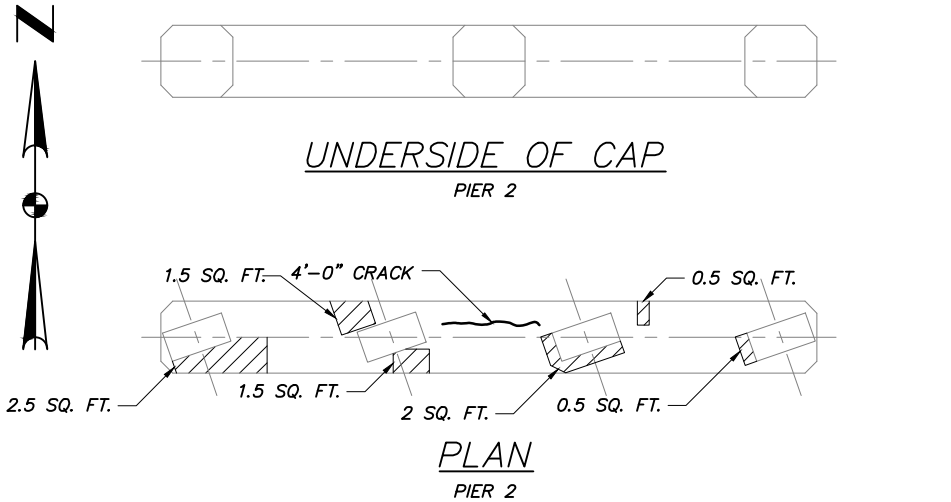 N
UNDERSIDE OF CAP
PIER 2
1.5 SQ. FT.
4'-0" CRACK
0.5 SQ. FT.
2.5 SQ. FT.
1.5 SQ. FT.
2 SQ. FT.
0.5 SQ. FT.
PLAN
PIER 2